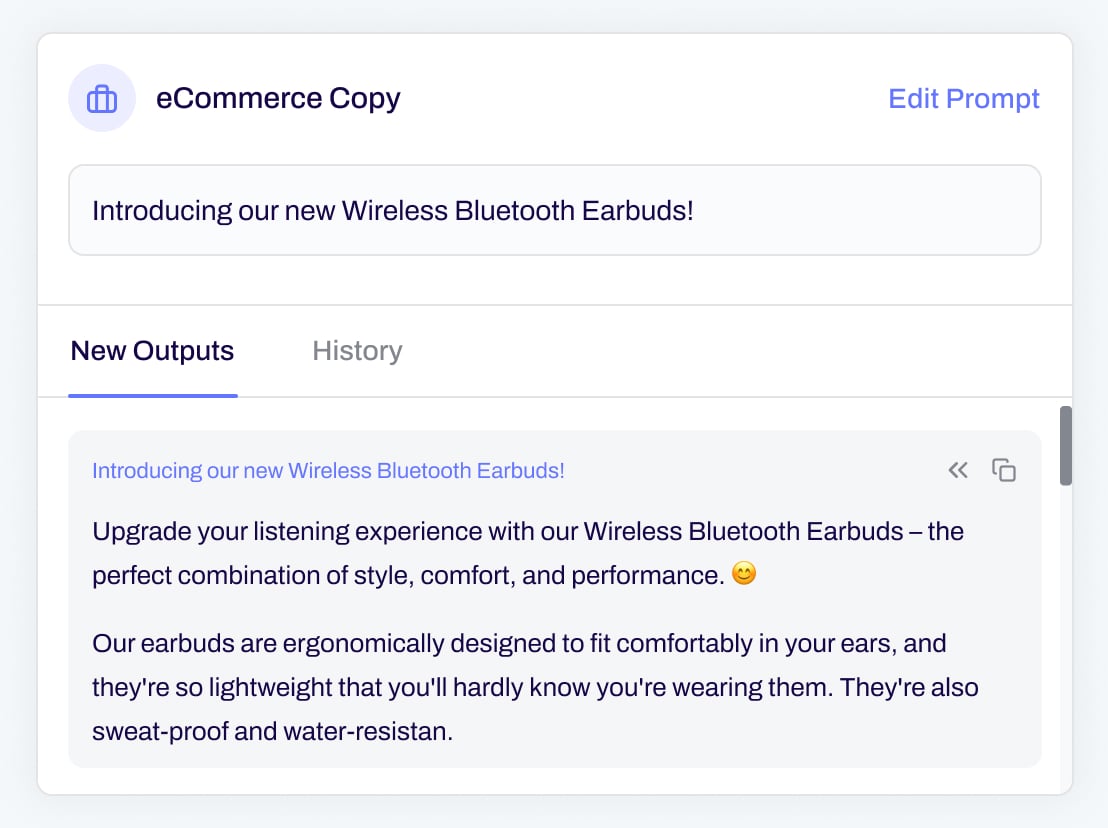 eCommerce Copy
Edit Prompt
Introducing our new Wireless Bluetooth Earbuds!
New Outputs
History
Introducing our new Wireless Bluetooth Earbuds!
Upgrade your listening experience with our Wireless Bluetooth Earbuds – the
perfect combination of style, comfort, and performance. 😊
Our earbuds are ergonomically designed to fit comfortably in your ears, and
they're so lightweight that you'll hardly know you're wearing them. They're also
sweat-proof and water-resistan.